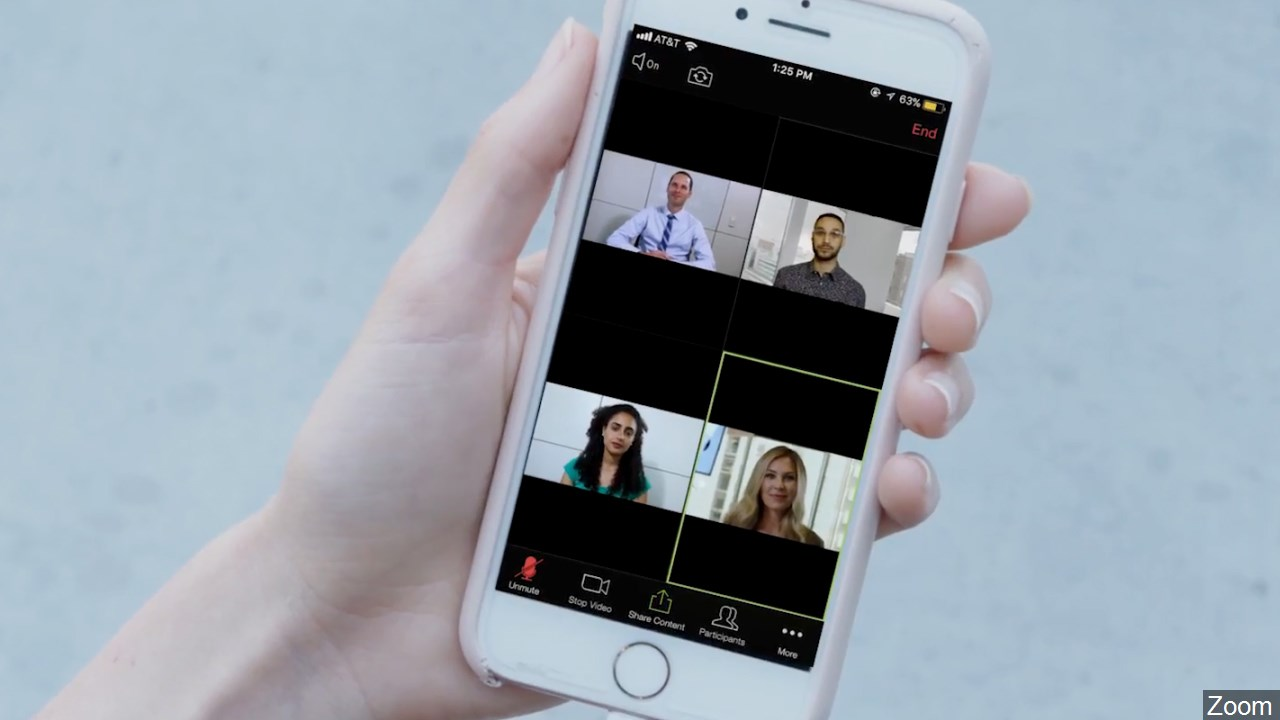 AT&T
1:25 PM
63%
On
End
Unmute
Stop Video
Share Content
Participants
More
Zoom